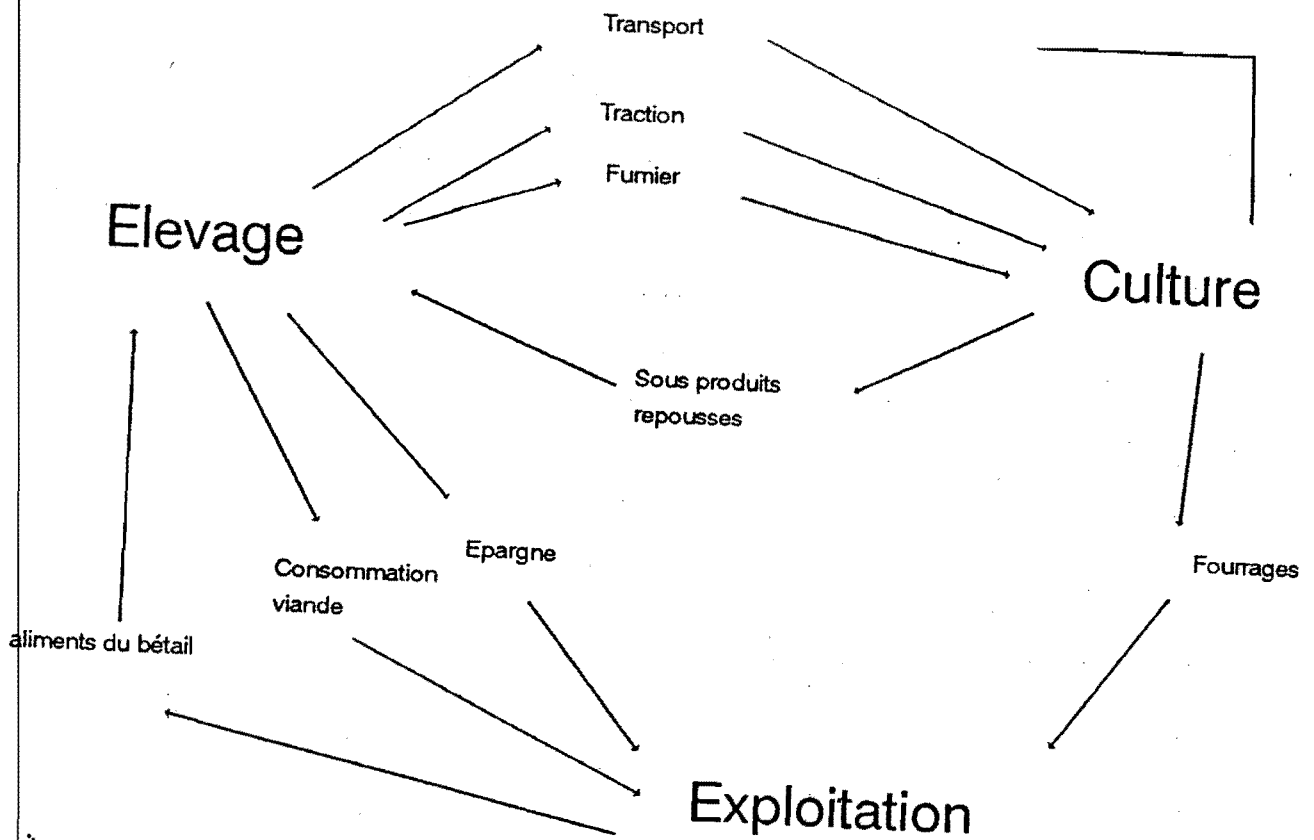 Transport
Traction
Fumier
Elevage
Culture
Sous produits
repousses
Epargne
Consommation
viande
Fourrages
aliments du bétail
Exploitation